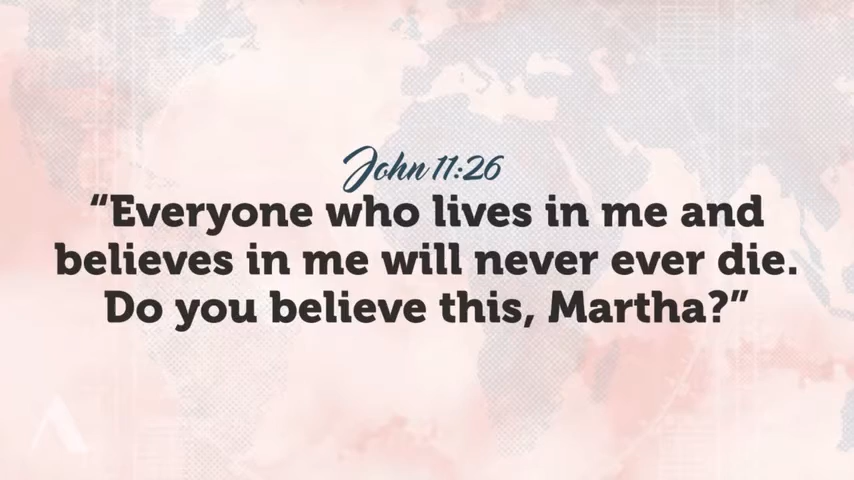 John 11:26
“Everyone who lives in me and
believes in me will never ever die.
Do you believe this, Martha?”